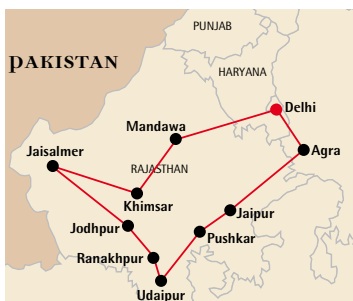 PUNJAB
PAKISTAN
HARYANA
Delhi
Mandawa
Agra
Jaisalmer
RAJASTHAN
Khimsar
Jaipur
Jodhpur
Pushkar
Ranakhpur
Udaipur